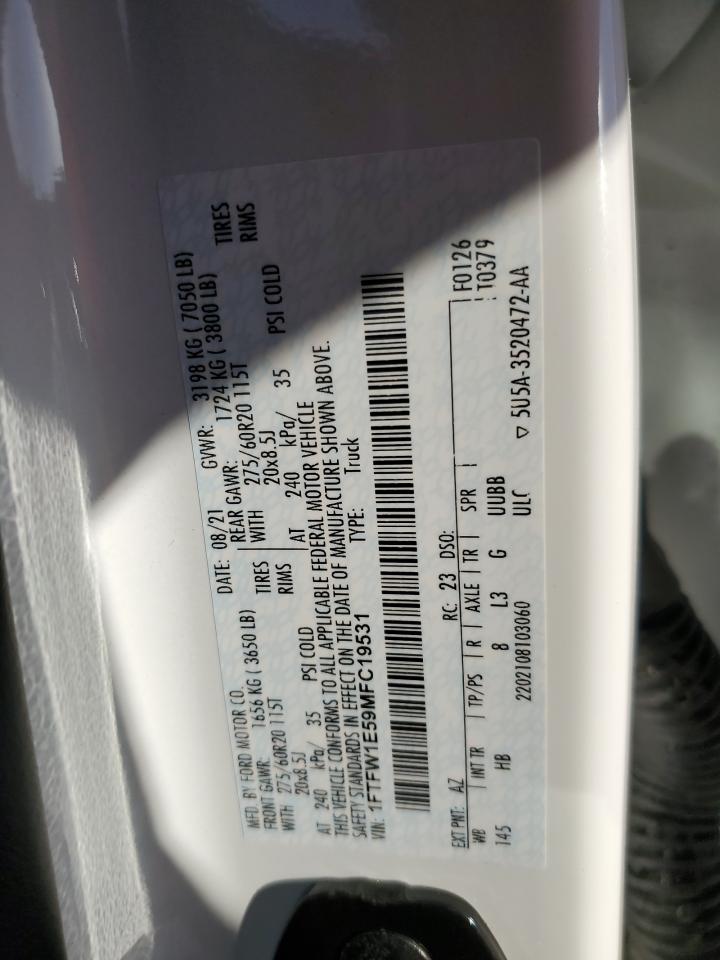 MFD. BY FORD MOTOR CO. DATE: 08/21 GVWR: 3198 KG ( 7050 LB)
FRONT GAWR: 1656 KG ( 3650 LB) REAR GAWR: 1724 KG ( 3800 LB)
WITH 275/60R20 115T TIRES WITH 275/60R20 115T TIRES
20x8.5J RIMS 20x8.5J RIMS
AT 240 kPa/ 35 PSI COLD AT 240 kPa/ 35 PSI COLD
THIS VEHICLE CONFORMS TO ALL APPLICABLE FEDERAL MOTOR VEHICLE
SAFETY STANDARDS IN EFFECT ON THE DATE OF MANUFACTURE SHOWN ABOVE.
VIN: 1FTFW1E59MFC19531 TYPE: Truck
EXT PNT: AZ RC: 23 DSO: F0126
WB INT TR TP/PS R AXLE TR SPR T0379
145 HB 8 L3 G UUBB
2202108103060 ULC ▽ 5U5A-3520472-AA